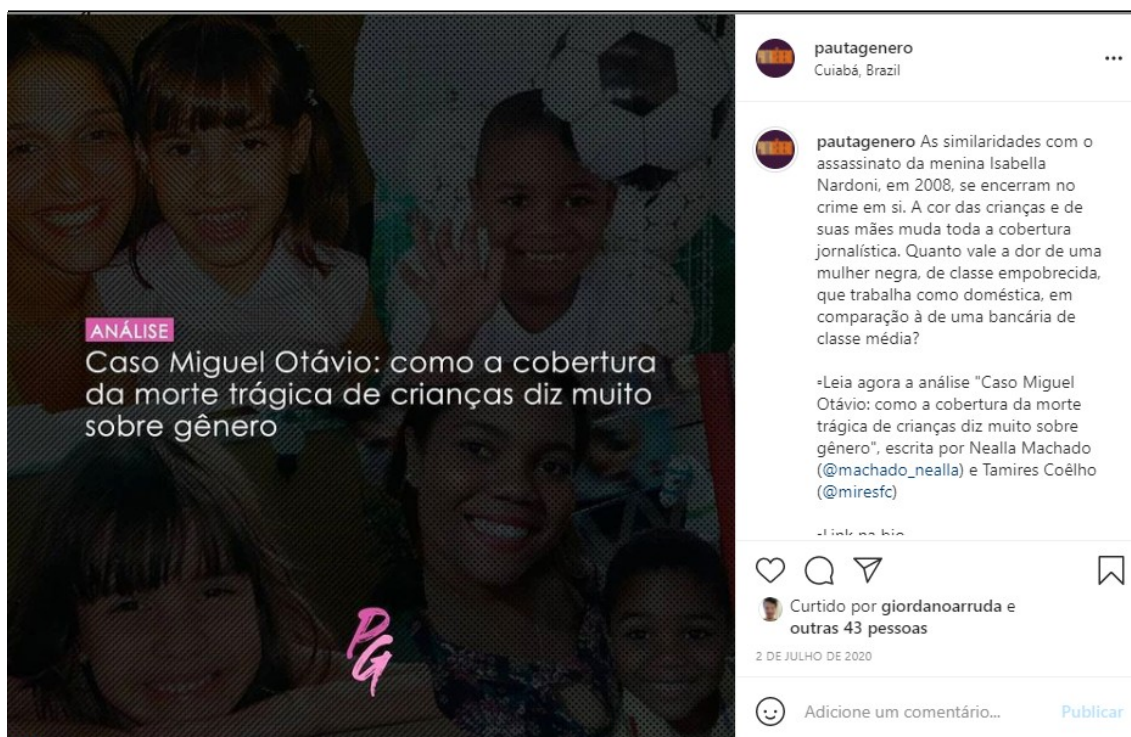 ANÁLISE
Caso Miguel Otávio: como a cobertura
da morte trágica de crianças diz muito
sobre gênero
PG
pautagenero
Cuiabá, Brazil
pautagenero As similaridades com o
assassinato da menina Isabella
Nardoni, em 2008, se encerram no
crime em si. A cor das crianças e de
suas mães muda toda a cobertura
jornalística. Quanto vale a dor de uma
mulher negra, de classe empobrecida,
que trabalha como doméstica, em
comparação à de uma bancária de
classe média?
▫Leia agora a análise "Caso Miguel
Otávio: como a cobertura da morte
trágica de crianças diz muito sobre
gênero", escrita por Nealla Machado
(@machado_nealla) e Tamires Coêlho
(@miresfc)
▫Link na bio
Curtido por giordanoarruda e
outras 43 pessoas
2 DE JULHO DE 2020
Adicione um comentário... Publicar